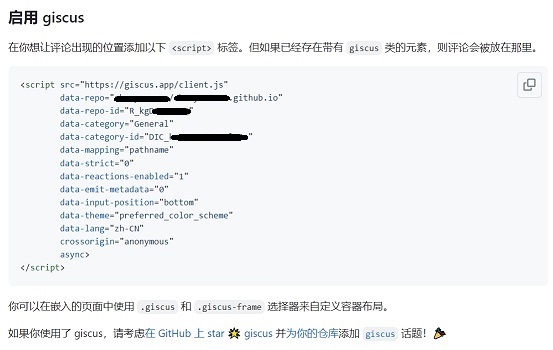 启用 giscus
在你想让评论出现的位置添加以下 <script> 标签。但如果已经存在带有 giscus 类的元素，则评论会被放在那里。
<script src="https://giscus.app/client.js"
data-repo=" / .github.io"
data-repo-id="R_kgD "
data-category="General"
data-category-id="DIC_ "
data-mapping="pathname"
data-strict="0"
data-reactions-enabled="1"
data-emit-metadata="0"
data-input-position="bottom"
data-theme="preferred_color_scheme"
data-lang="zh-CN"
crossorigin="anonymous"
async>
</script>
你可以在嵌入的页面中使用 .giscus 和 .giscus-frame 选择器来自定义容器布局。
如果你使用了 giscus，请考虑在 GitHub 上 star 🌟 giscus 并为你的仓库添加 giscus 话题！🎉